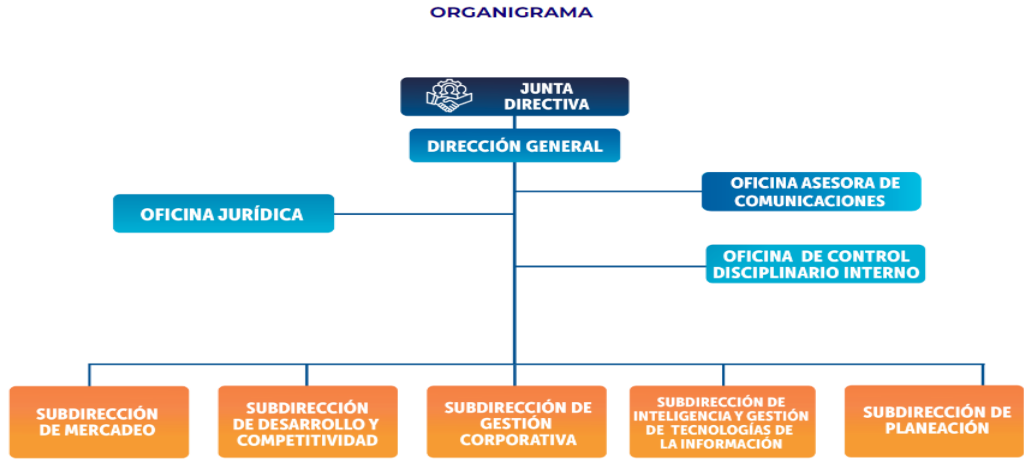 ORGANIGRAMA
JUNTA
DIRECTIVA
DIRECCIÓN GENERAL
OFICINA ASESORA DE
COMUNICACIONES
OFICINA JURÍDICA
OFICINA DE CONTROL
DISCIPLINARIO INTERNO
SUBDIRECCIÓN
DE MERCADEO
SUBDIRECCIÓN
DE DESARROLLO Y
COMPETITIVIDAD
SUBDIRECCIÓN DE
GESTIÓN
CORPORATIVA
SUBDIRECCIÓN DE
INTELIGENCIA Y GESTIÓN
DE TECNOLOGÍAS DE
LA INFORMACIÓN
SUBDIRECCIÓN DE
PLANEACIÓN